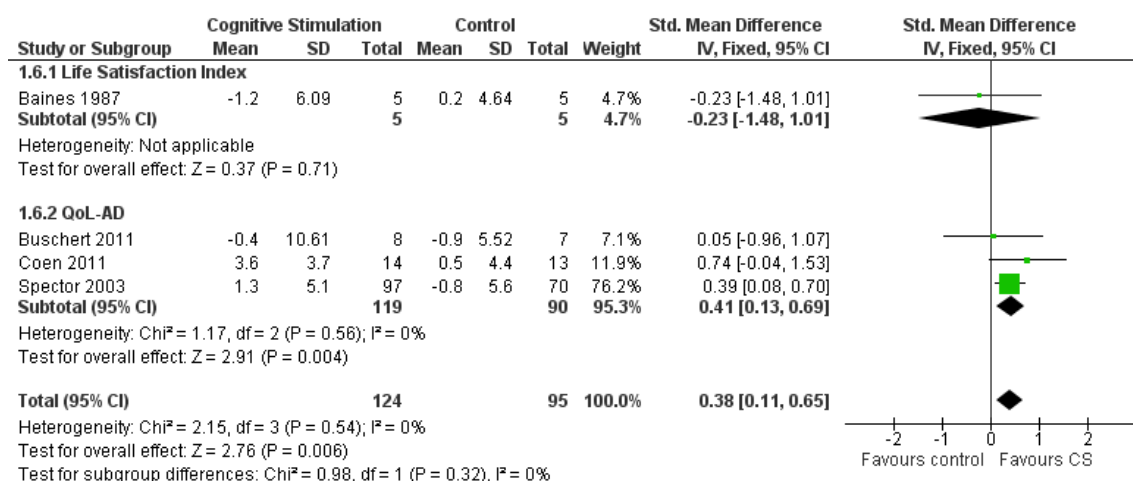 Cognitive Stimulation Control Std. Mean Difference Std. Mean Difference
Study or Subgroup Mean SD Total Mean SD Total Weight IV, Fixed, 95% CI IV, Fixed, 95% CI
1.6.1 Life Satisfaction Index
Baines 1987 -1.2 6.09 5 0.2 4.64 5 4.7% -0.23 [-1.48, 1.01]
Subtotal (95% CI) 5 5 4.7% -0.23 [-1.48, 1.01]
Heterogeneity: Not applicable
Test for overall effect: Z = 0.37 (P = 0.71)
1.6.2 QoL-AD
Buschert 2011 -0.4 10.61 8 -0.9 5.52 7 7.1% 0.05 [-0.96, 1.07]
Coen 2011 3.6 3.7 14 0.5 4.4 13 11.9% 0.74 [-0.04, 1.53]
Spector 2003 1.3 5.1 97 -0.8 5.6 70 76.2% 0.39 [0.08, 0.70]
Subtotal (95% CI) 119 90 95.3% 0.41 [0.13, 0.69]
Heterogeneity: Chi² = 1.17, df = 2 (P = 0.56); I² = 0%
Test for overall effect: Z = 2.91 (P = 0.004)
Total (95% CI) 124 95 100.0% 0.38 [0.11, 0.65]
Heterogeneity: Chi² = 2.15, df = 3 (P = 0.54); I² = 0%
Test for overall effect: Z = 2.76 (P = 0.006)
Test for subgroup differences: Chi² = 0.98, df = 1 (P = 0.32), I² = 0%
-2 -1 0 1 2
Favours control Favours CS